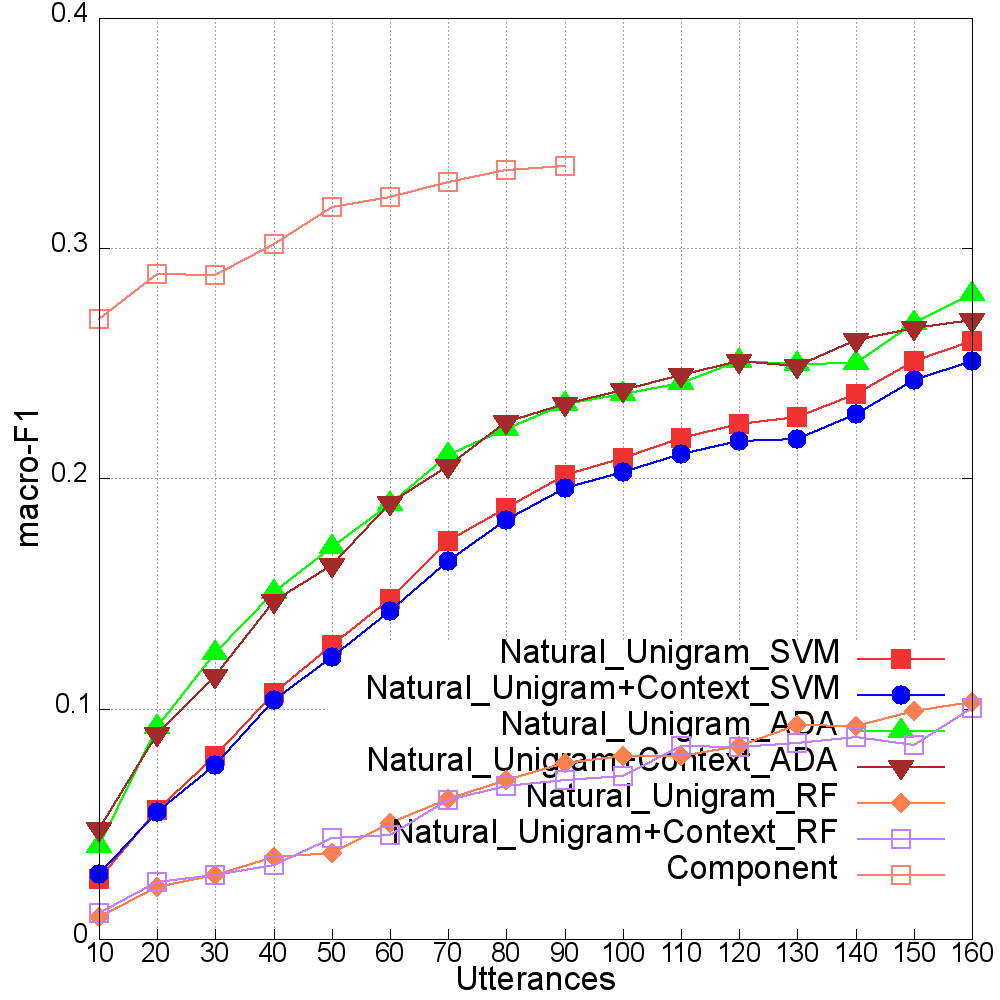 0.4
0.3
0.2
0.1
0
macro-F1
10 20 30 40 50 60 70 80 90 100 110 120 130 140 150 160
Utterances
Natural_Unigram_SVM
Natural_Unigram+Context_SVM
Natural_Unigram_ADA
Natural_Unigram+Context_ADA
Natural_Unigram_RF
Natural_Unigram+Context_RF
Component